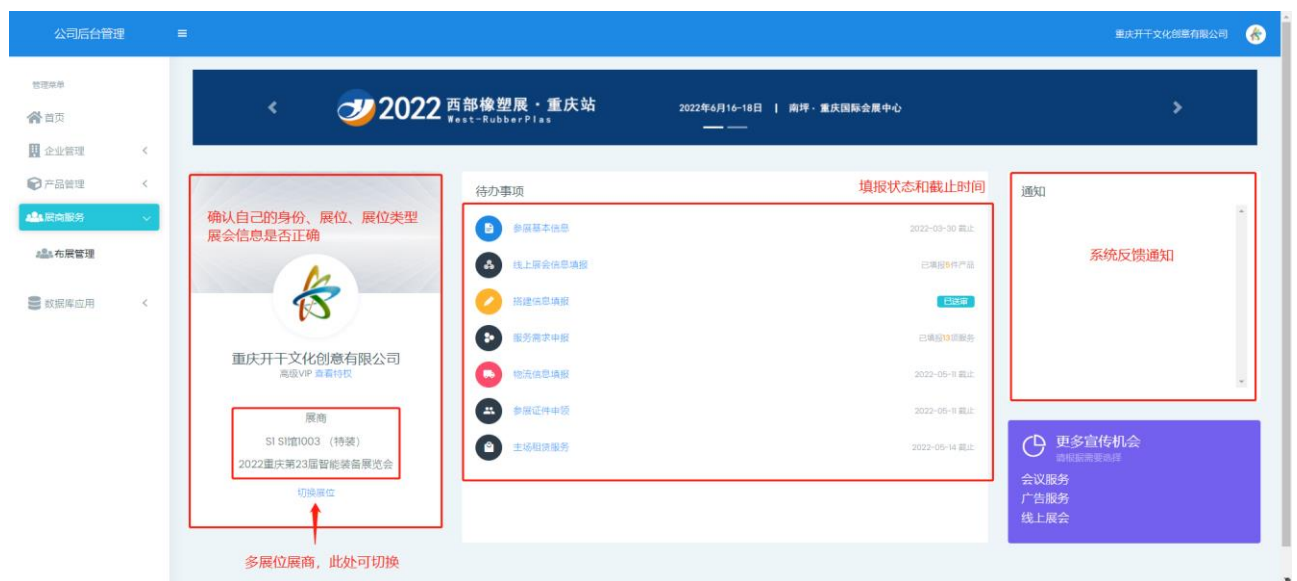 公司后台管理
重庆开干文化创意有限公司
管理菜单
首页
企业管理
产品管理
展商服务
布展管理
数据库应用
2022 西部橡塑展·重庆站
West-RubberPlas
2022年6月16-18日 | 南坪·重庆国际会展中心
确认自己的身份、展位、展位类型
展会信息是否正确
重庆开干文化创意有限公司
高级VIP 查看特权
展商
S1 S1馆1003 （特装）
2022重庆第23届智能装备展览会
切换展位
多展位展商，此处可切换
待办事项
填报状态和截止时间
参展基本信息 2022-03-30 截止
线上展会信息填报 已填报5件产品
搭建信息填报 已送审
服务需求申报 已填报13项服务
物流信息填报 2022-05-11 截止
参展证件申领 2022-05-11 截止
主场租赁服务 2022-05-14 截止
通知
系统反馈通知
更多宣传机会
请根据需要选择
会议服务
广告服务
线上展会